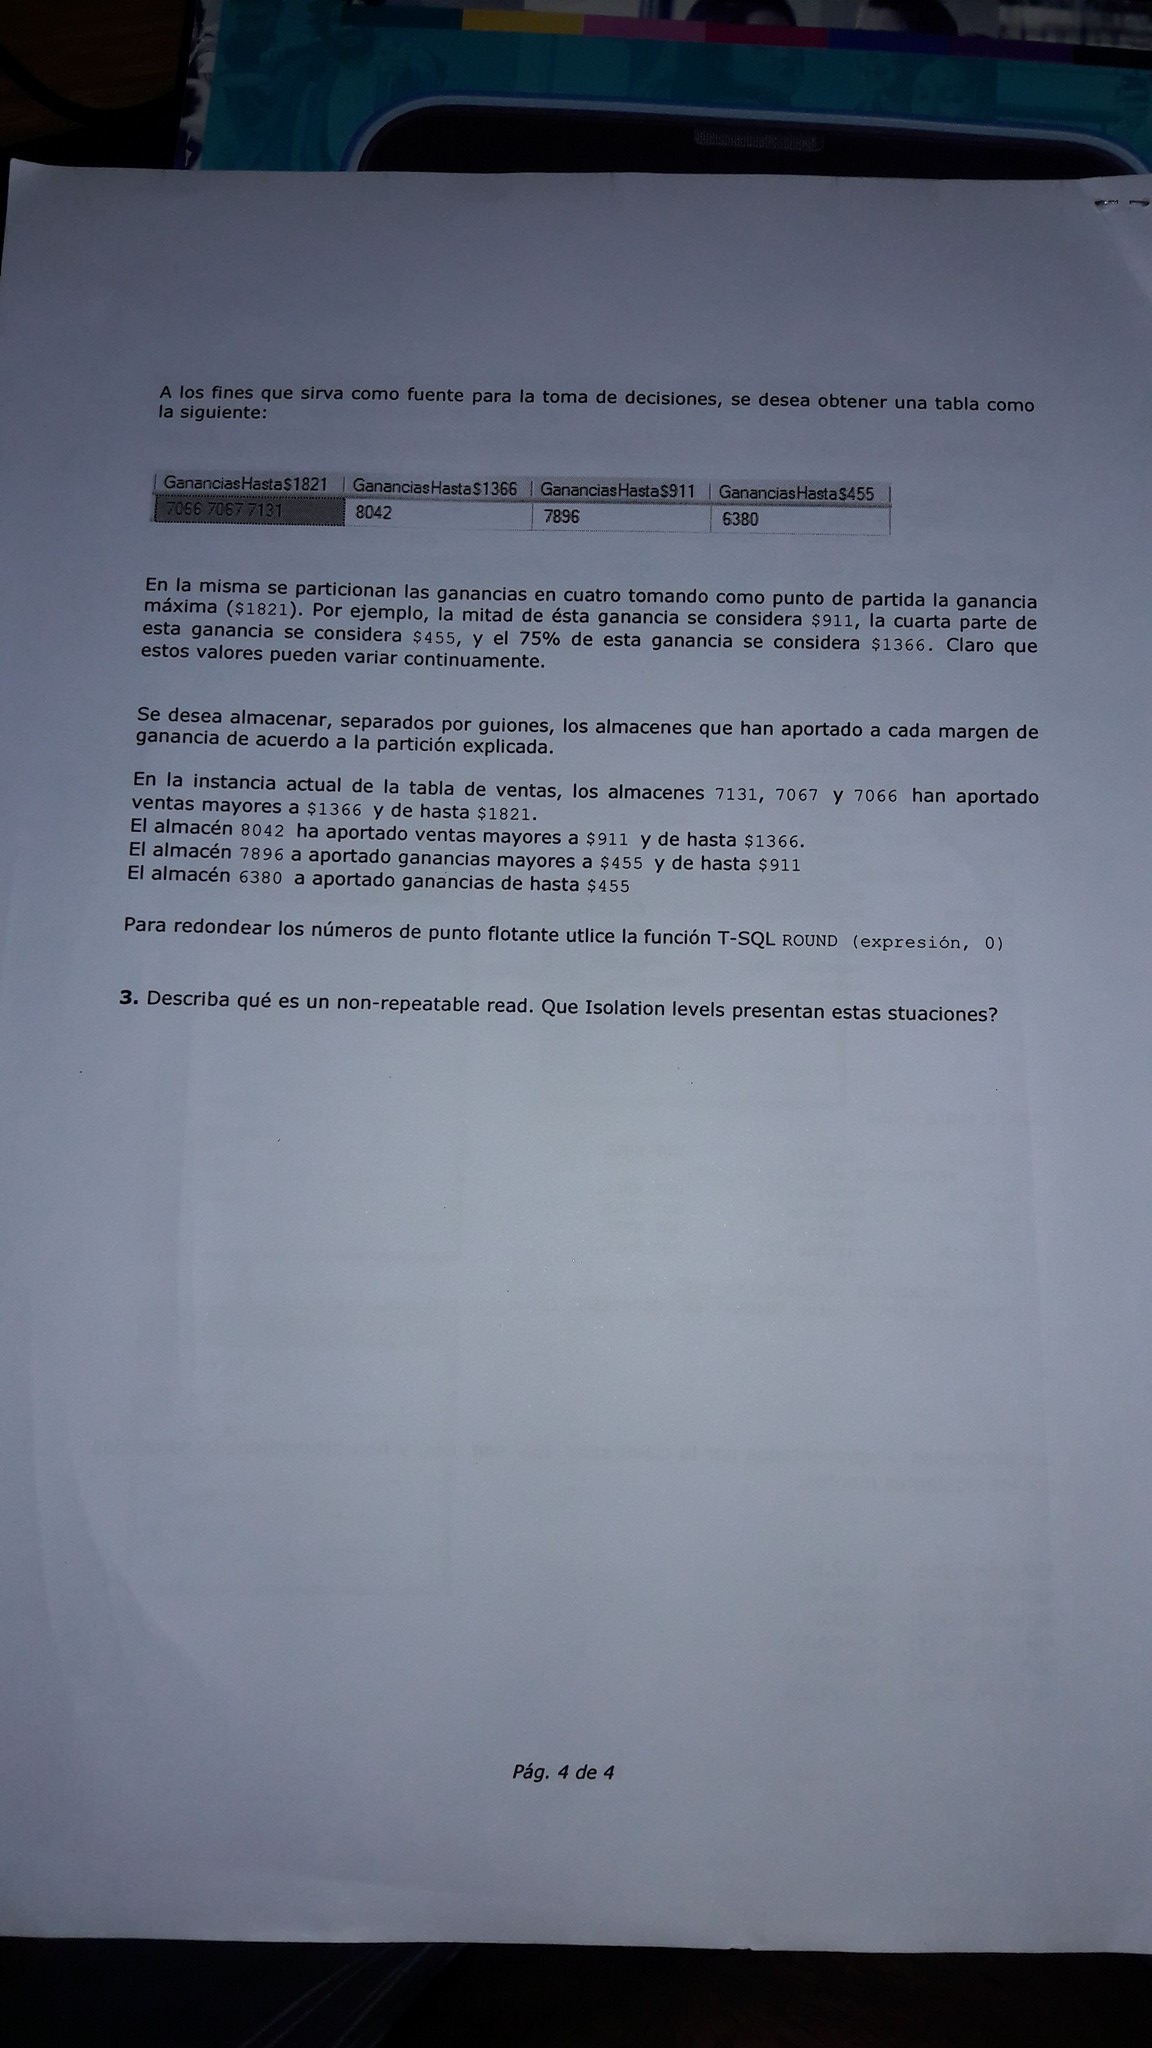 A los fines que sirva como fuente para la toma de decisiones, se desea obtener una tabla como
la siguiente:
GananciasHasta$1821 GananciasHasta$1366 GananciasHasta$911 GananciasHasta$455
7066 7067 7131 8042 7896 6380
En la misma se particionan las ganancias en cuatro tomando como punto de partida la ganancia
máxima ($1821). Por ejemplo, la mitad de ésta ganancia se considera $911, la cuarta parte de
esta ganancia se considera $455, y el 75% de esta ganancia se considera $1366. Claro que
estos valores pueden variar continuamente.
Se desea almacenar, separados por guiones, los almacenes que han aportado a cada margen de
ganancia de acuerdo a la partición explicada.
En la instancia actual de la tabla de ventas, los almacenes 7131, 7067 y 7066 han aportado
ventas mayores a $1366 y de hasta $1821.
El almacén 8042 ha aportado ventas mayores a $911 y de hasta $1366.
El almacén 7896 a aportado ganancias mayores a $455 y de hasta $911
El almacén 6380 a aportado ganancias de hasta $455
Para redondear los números de punto flotante utlice la función T-SQL ROUND (expresión, 0)
3. Describa qué es un non-repeatable read. Que Isolation levels presentan estas stuaciones?
Pág. 4 de 4